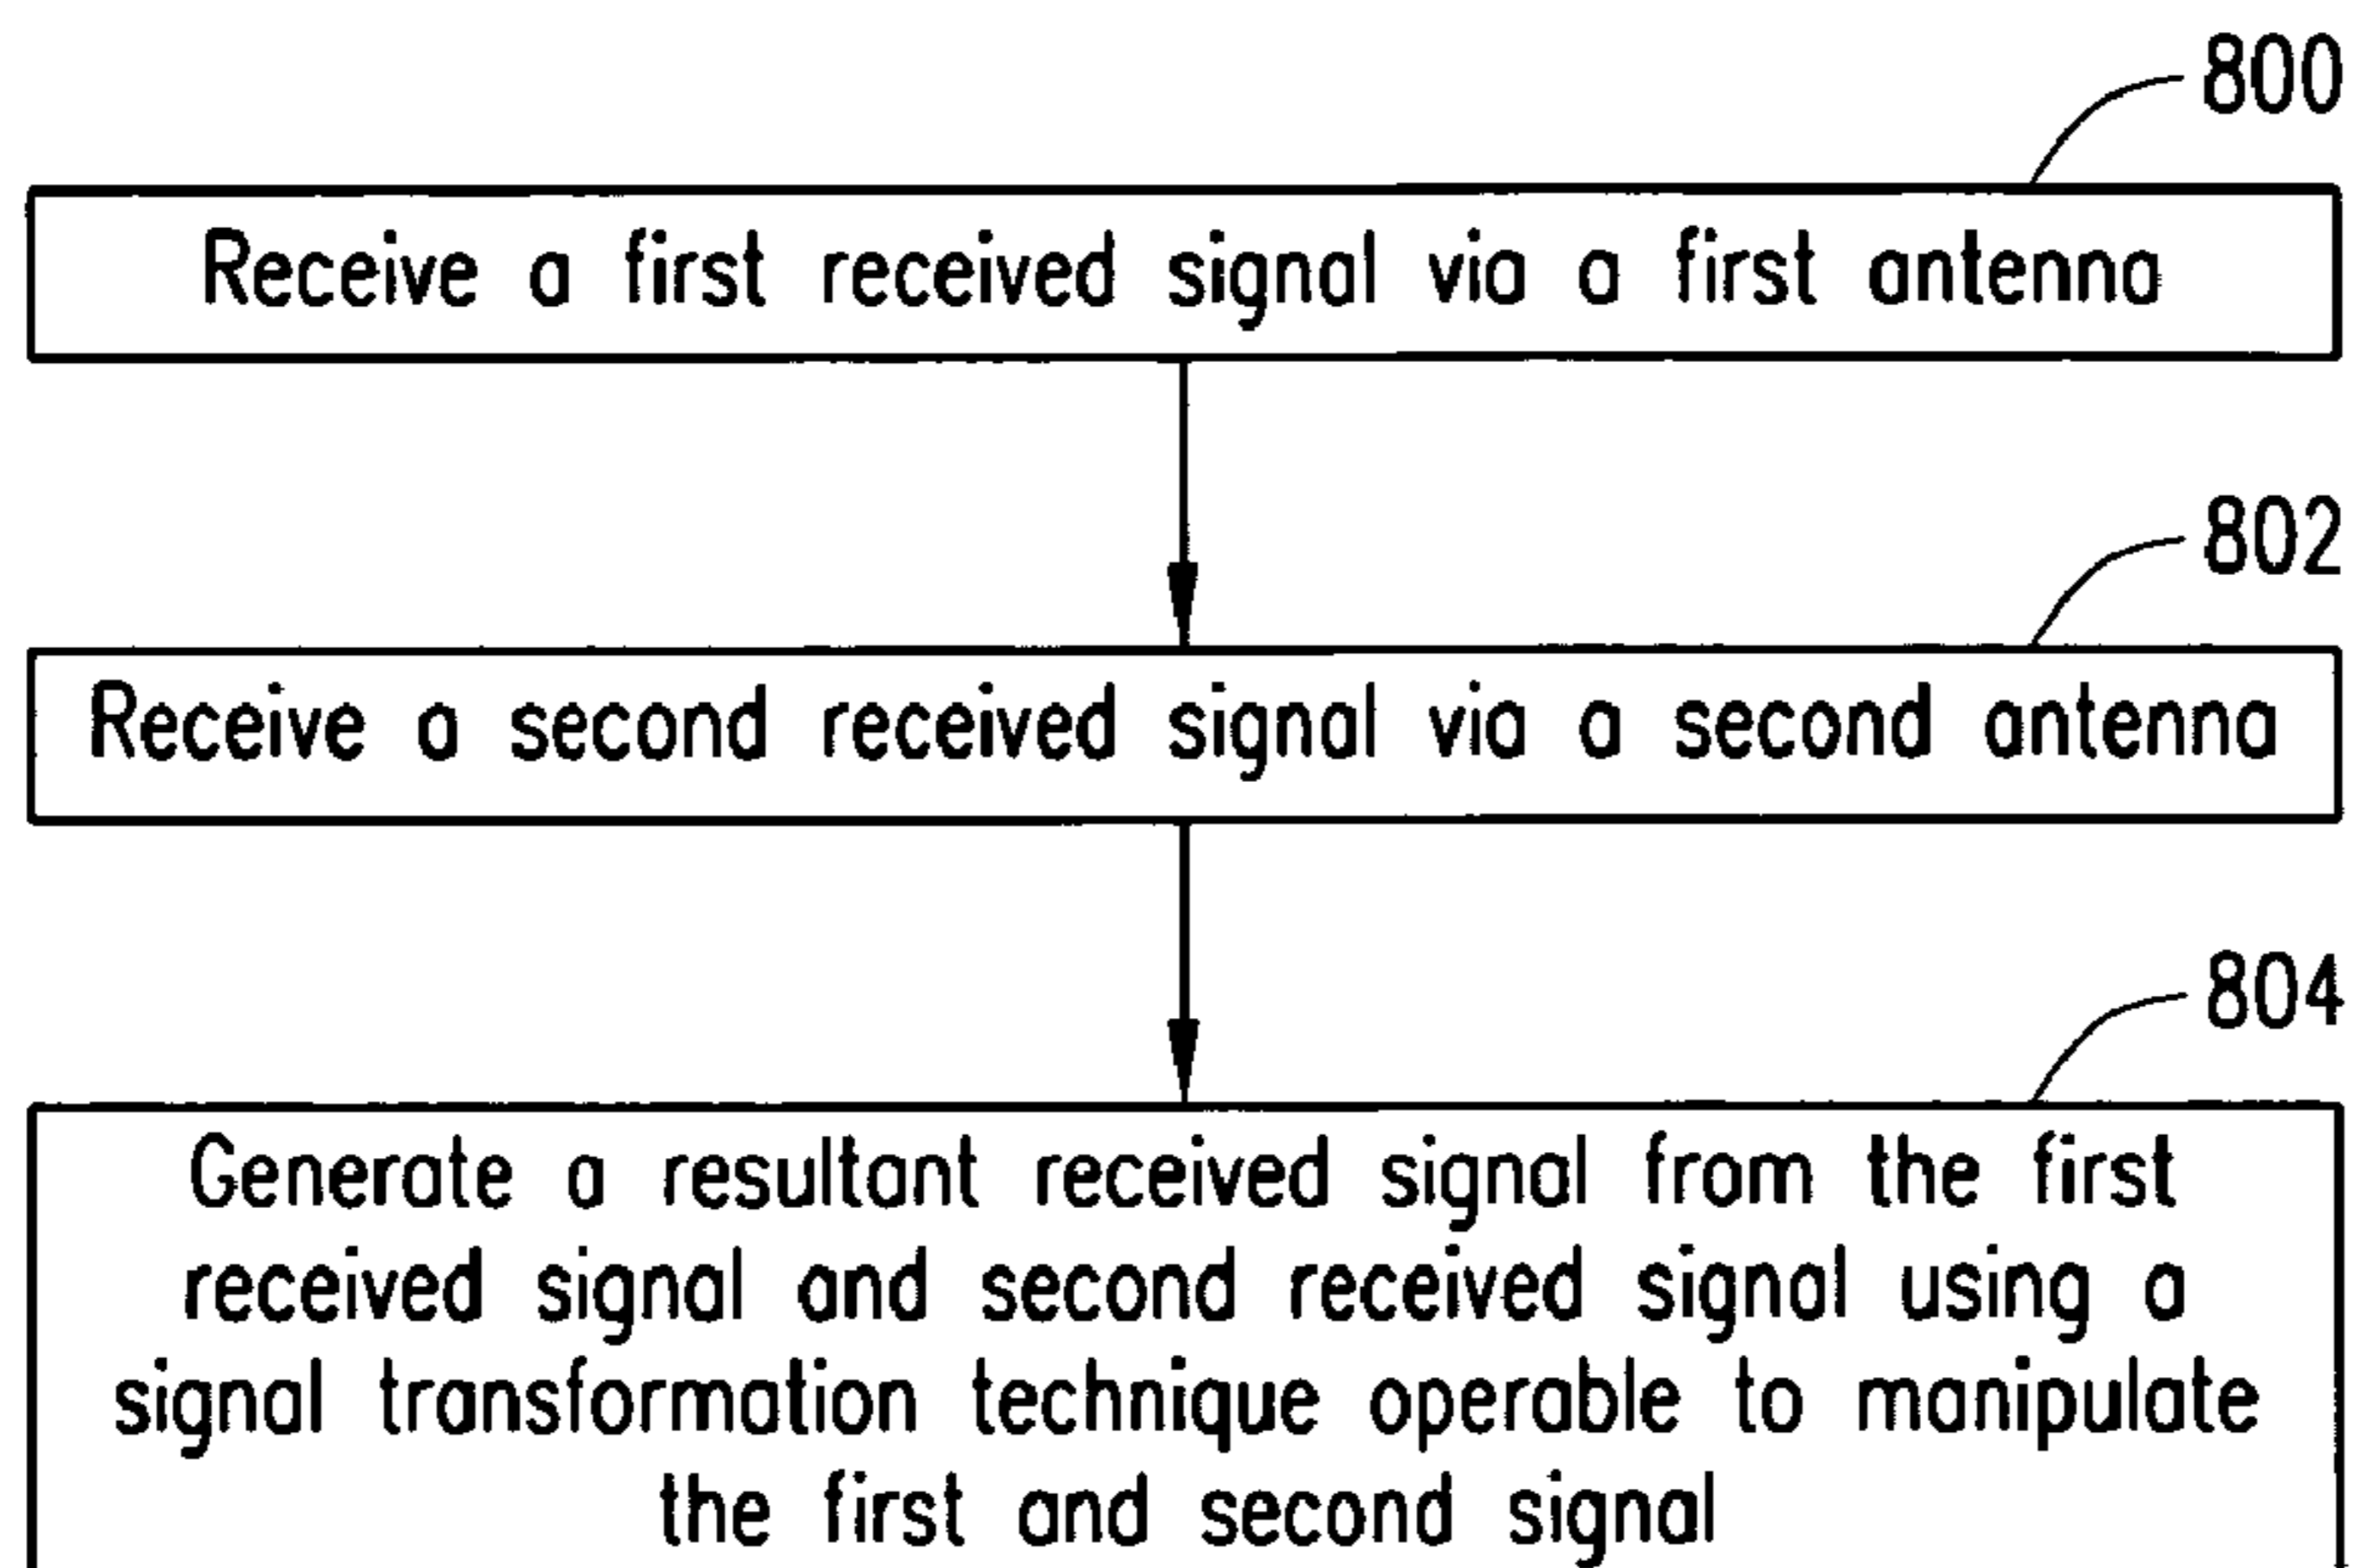 800
Receive a first received signal via a first antenna
802
Receive a second received signal via a second antenna
804
Generate a resultant received signal from the first
received signal and second received signal using a
signal transformation technique operable to manipulate
the first and second signal